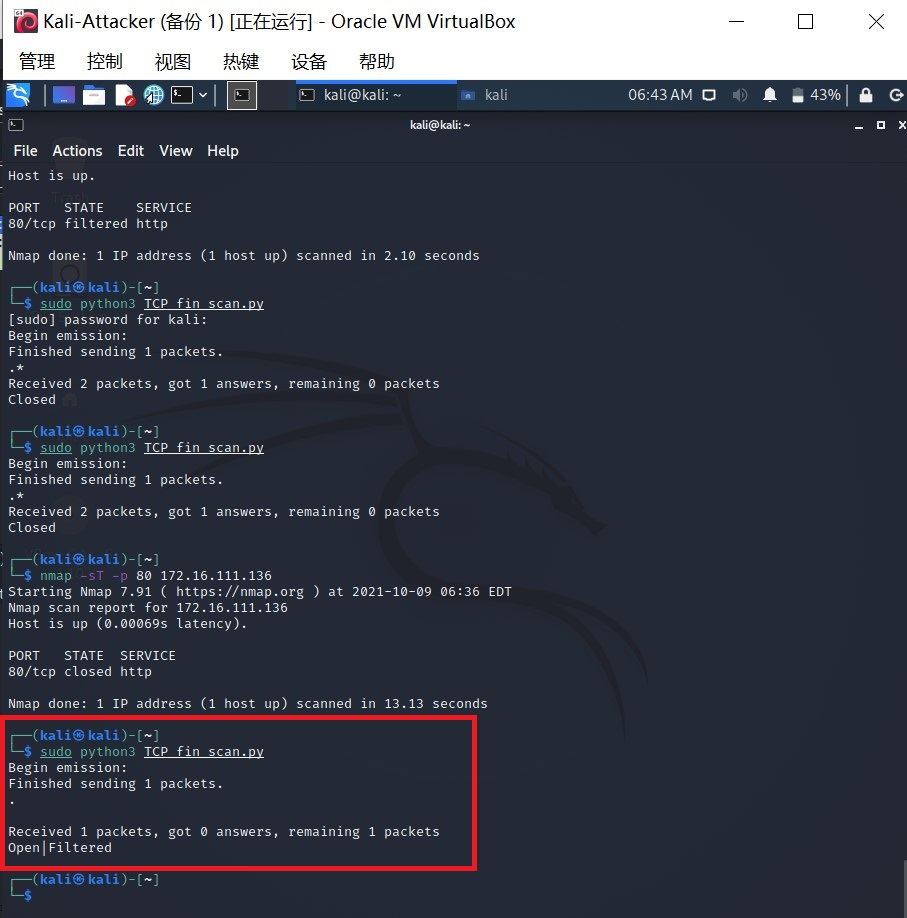 Kali-Attacker (备份 1) [正在运行] - Oracle VM VirtualBox
管理 控制 视图 热键 设备 帮助
kali@kali: ~ kali 06:43 AM 43%
kali@kali: ~
File Actions Edit View Help
Host is up.
PORT STATE SERVICE
80/tcp filtered http
Nmap done: 1 IP address (1 host up) scanned in 2.10 seconds
┌──(kali㉿kali)-[~]
└─$ sudo python3 TCP_fin_scan.py
[sudo] password for kali:
Begin emission:
Finished sending 1 packets.
.*
Received 2 packets, got 1 answers, remaining 0 packets
Closed
┌──(kali㉿kali)-[~]
└─$ sudo python3 TCP_fin_scan.py
Begin emission:
Finished sending 1 packets.
.*
Received 2 packets, got 1 answers, remaining 0 packets
Closed
┌──(kali㉿kali)-[~]
└─$ nmap -sT -p 80 172.16.111.136
Starting Nmap 7.91 ( https://nmap.org ) at 2021-10-09 06:36 EDT
Nmap scan report for 172.16.111.136
Host is up (0.00069s latency).
PORT STATE SERVICE
80/tcp closed http
Nmap done: 1 IP address (1 host up) scanned in 13.13 seconds
┌──(kali㉿kali)-[~]
└─$ sudo python3 TCP_fin_scan.py
Begin emission:
Finished sending 1 packets.
.
Received 1 packets, got 0 answers, remaining 1 packets
Open|Filtered
┌──(kali㉿kali)-[~]
└─$